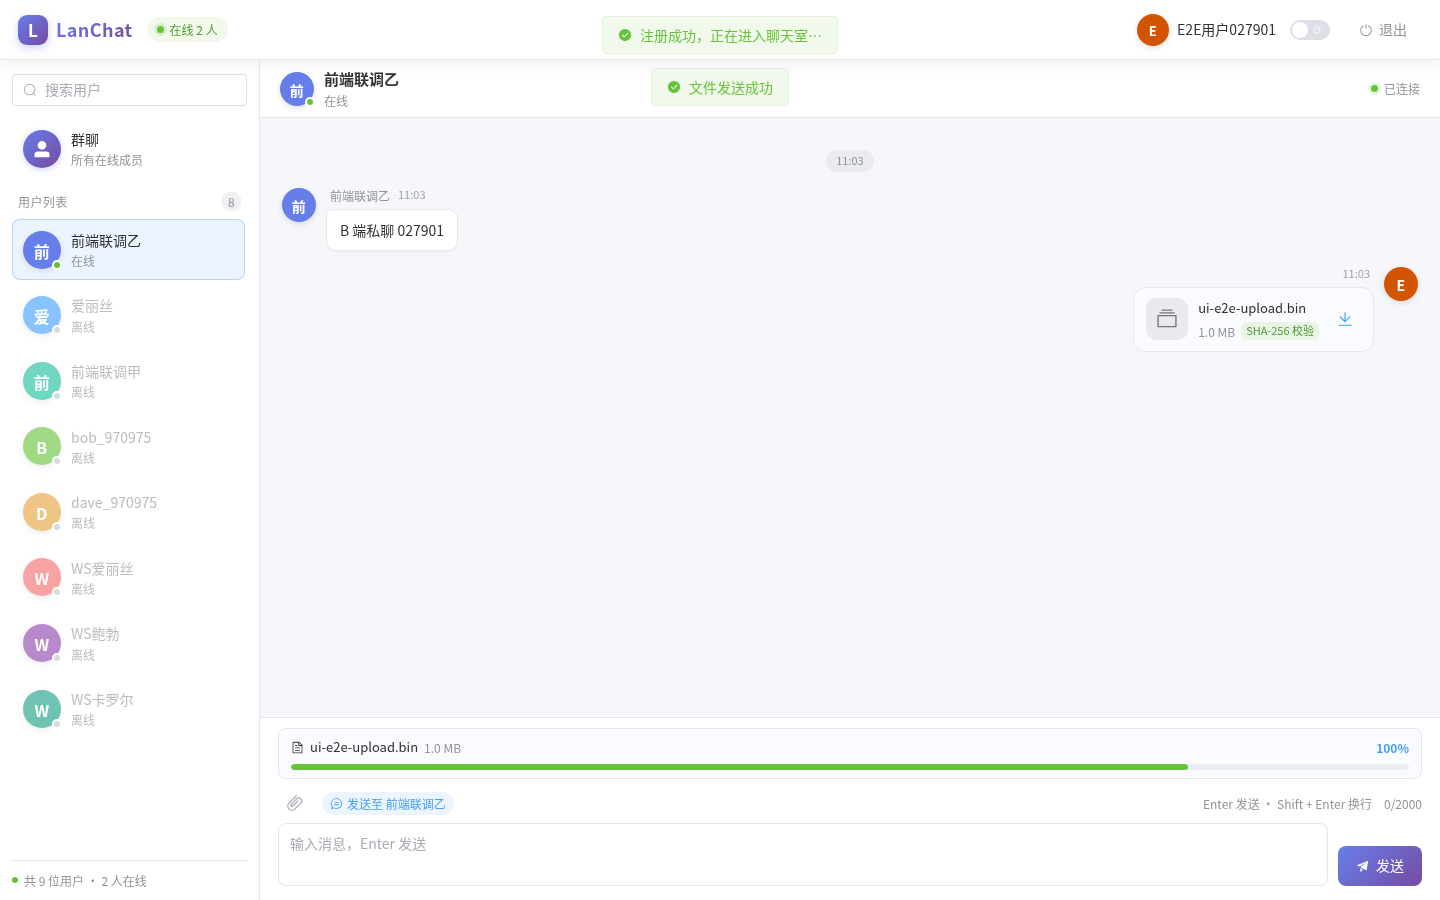 L LanChat
在线 2 人
注册成功，正在进入聊天室…
E E2E用户027901
退出
搜索用户
群聊
所有在线成员
用户列表 8
前 前端联调乙
在线
爱 爱丽丝
离线
前 前端联调甲
离线
B bob_970975
离线
D dave_970975
离线
W WS爱丽丝
离线
W WS鲍勃
离线
W WS卡罗尔
离线
共 9 位用户 · 2 人在线
前 前端联调乙
在线
文件发送成功
已连接
11:03
前 前端联调乙 11:03
B 端私聊 027901
11:03
E
ui-e2e-upload.bin
1.0 MB SHA-256 校验
ui-e2e-upload.bin 1.0 MB 100%
发送至 前端联调乙
Enter 发送 · Shift + Enter 换行 0/2000
输入消息，Enter 发送
发送